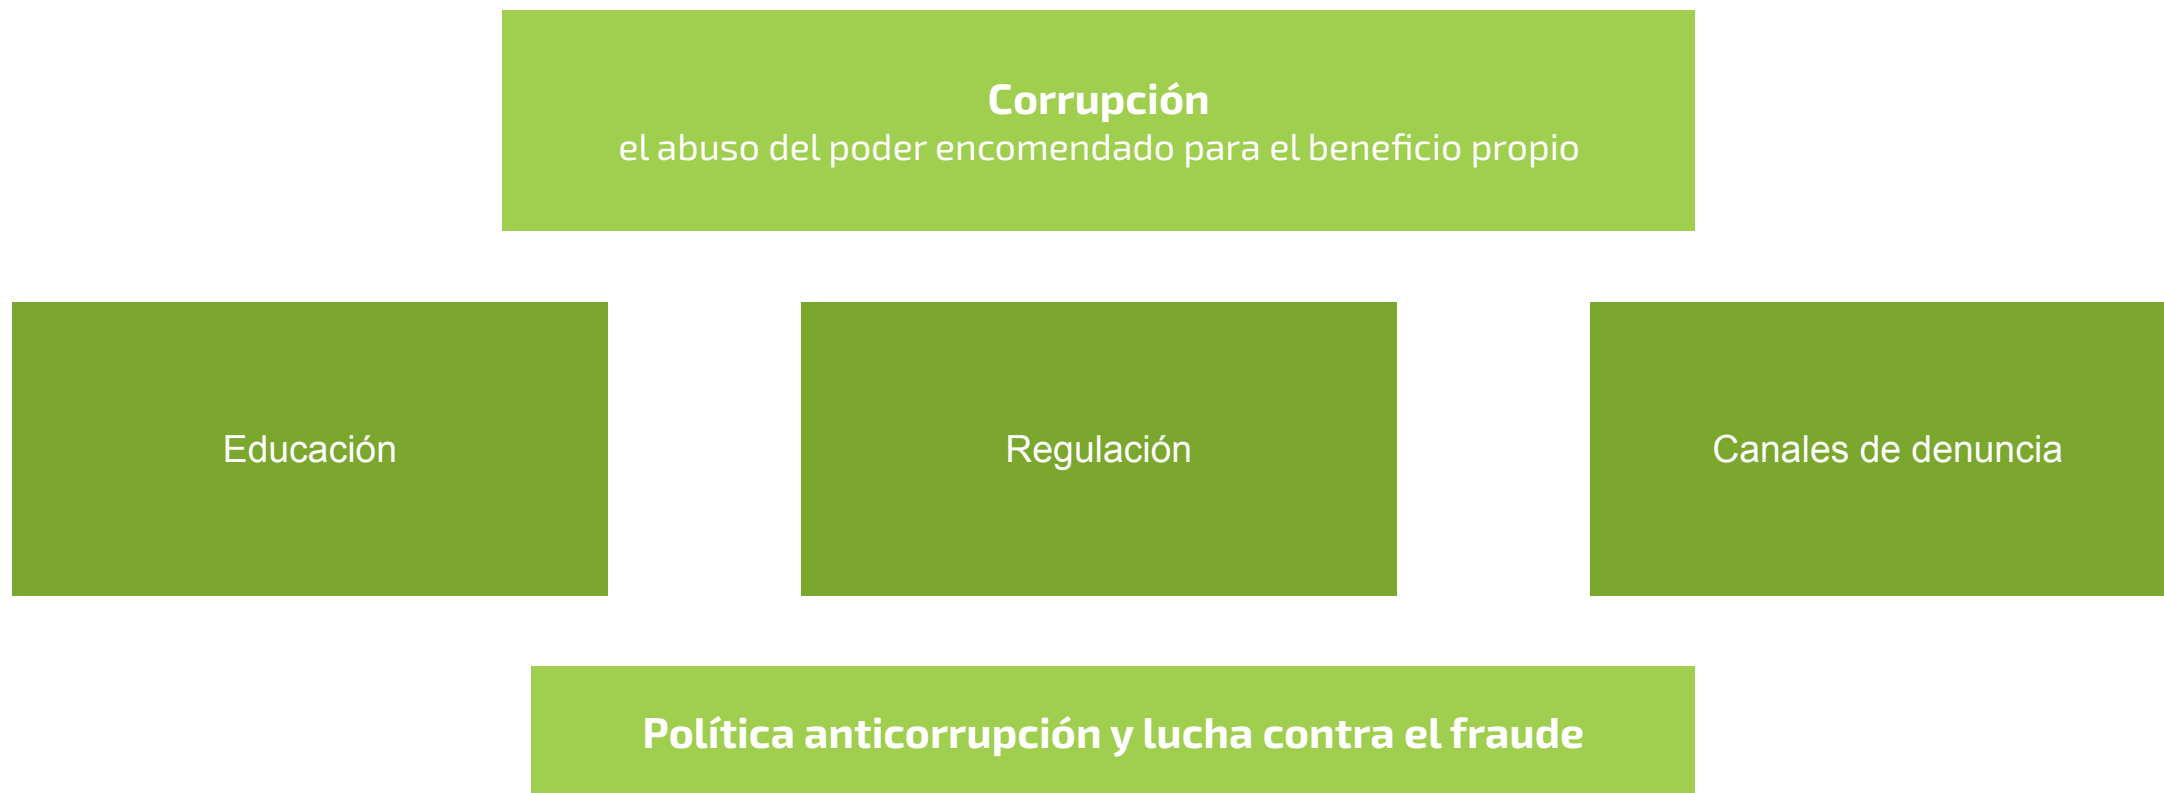 Corrupción
el abuso del poder encomendado para el beneficio propio
Educación
Regulación
Canales de denuncia
Política anticorrupción y lucha contra el fraude